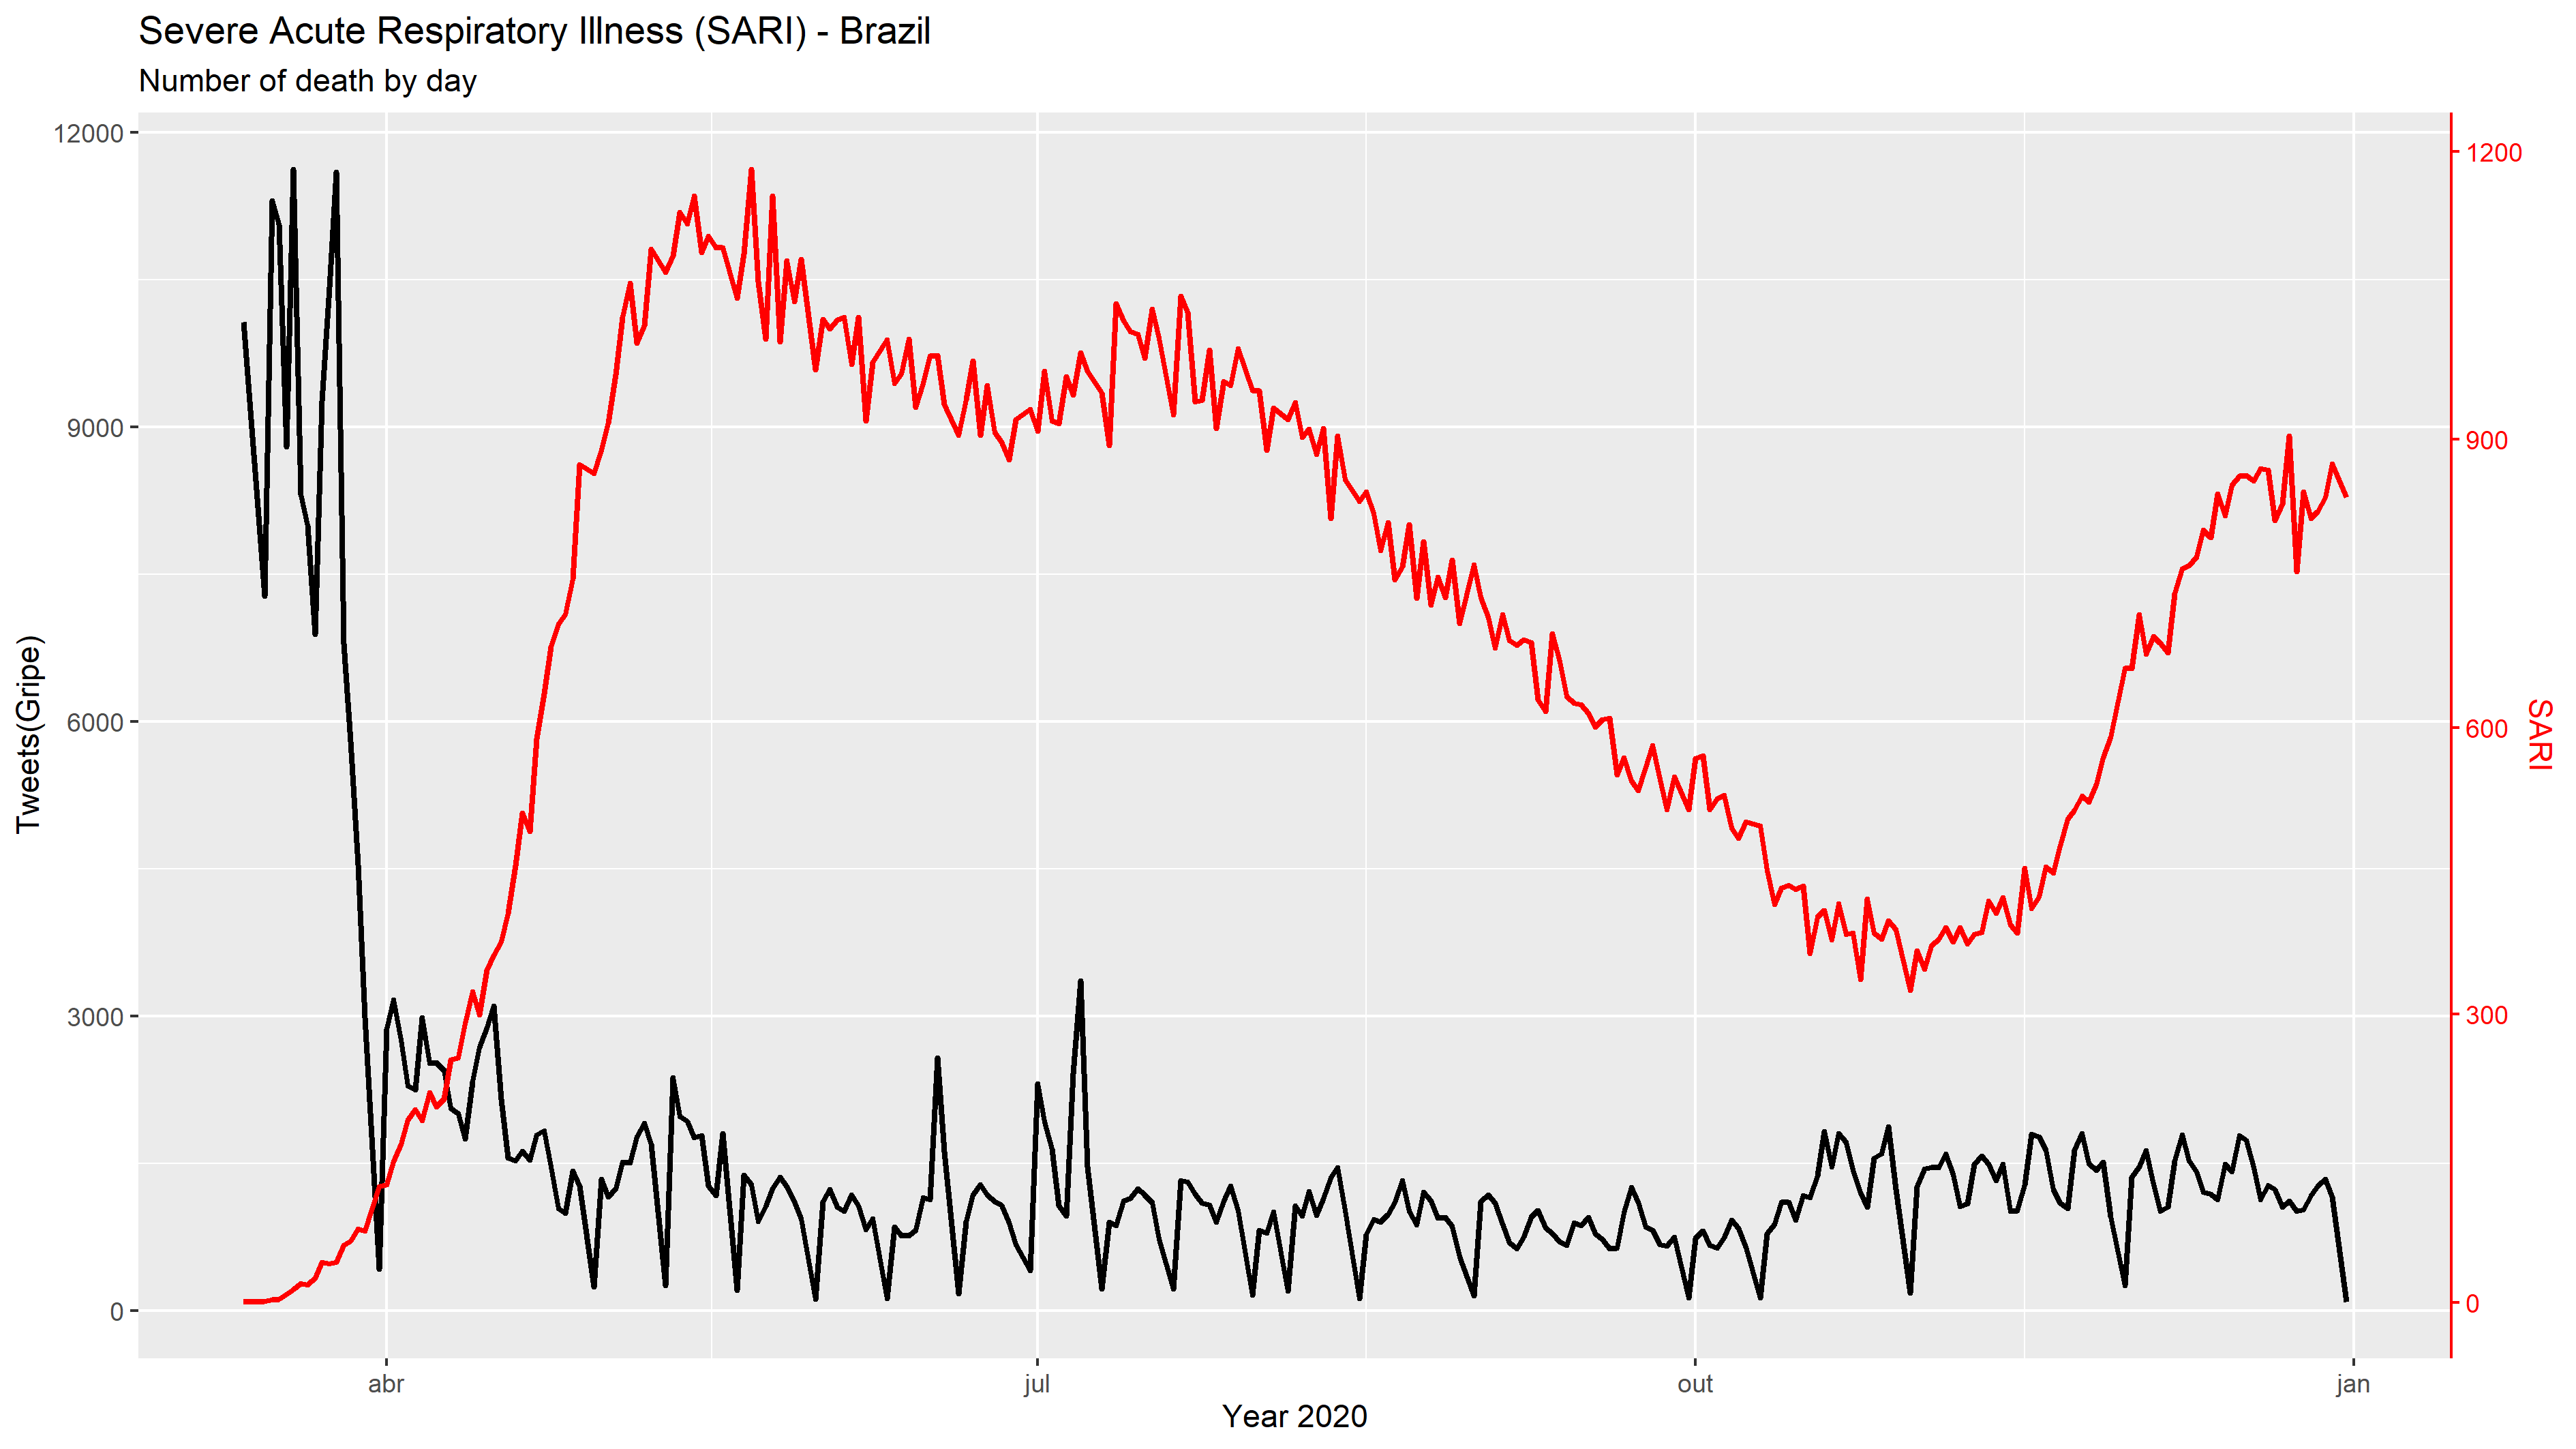 Severe Acute Respiratory Illness (SARI) - Brazil
Number of death by day
12000
9000
6000
3000
0
Tweets(Gripe)
1200
900
600
300
0
SARI
abr
jul
out
jan
Year 2020